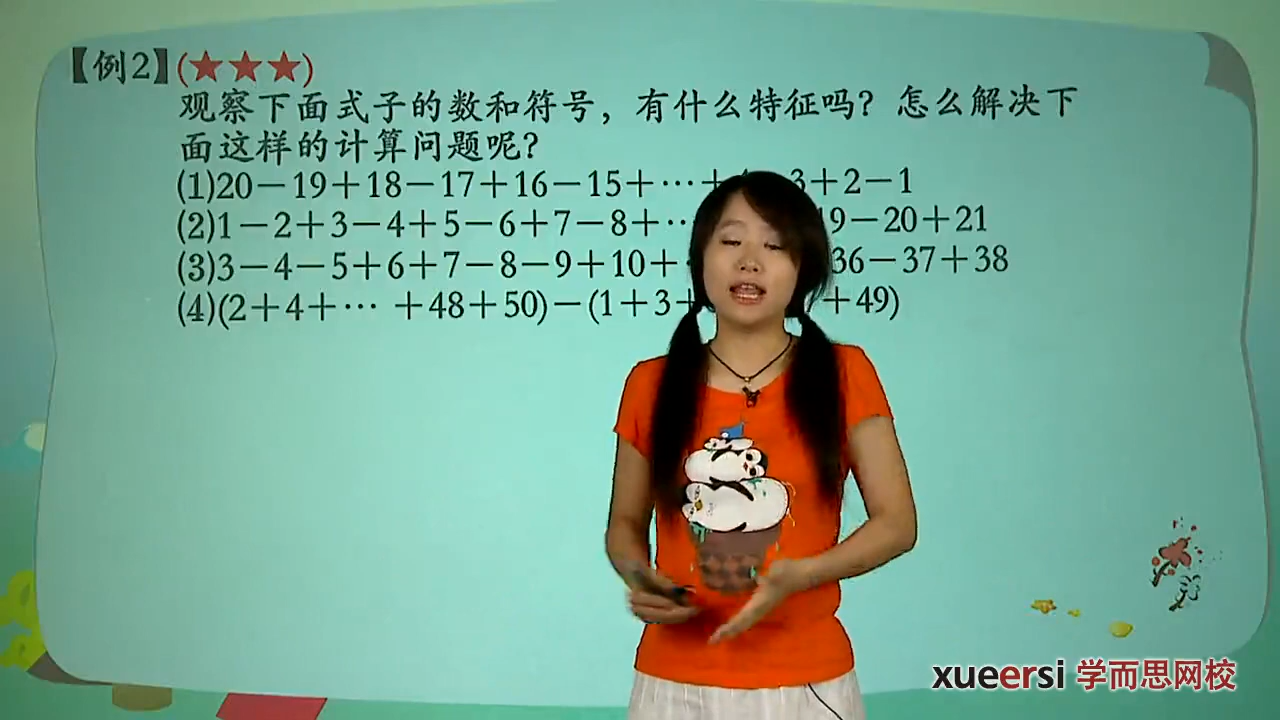 【例2】(★★★)
观察下面式子的数和符号，有什么特征吗？怎么解决下
面这样的计算问题呢？
(1)20－19＋18－17＋16－15＋⋯＋ 3＋2－1
(2)1－2＋3－4＋5－6＋7－8＋⋯ 19－20＋21
(3)3－4－5＋6＋7－8－9＋10＋ 36－37＋38
(4)(2＋4＋⋯ ＋48＋50)－(1＋3＋ ＋49)
xueersi 学而思网校